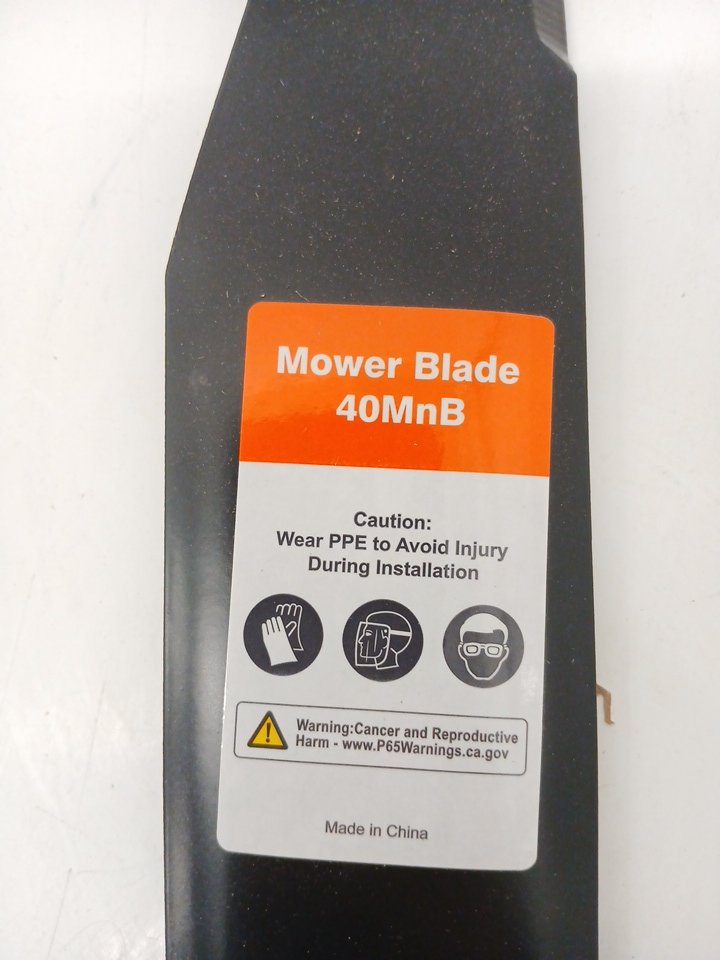 Mower Blade
40MnB
Caution:
Wear PPE to Avoid Injury
During Installation
Warning:Cancer and Reproductive
Harm - www.P65Warnings.ca.gov
Made in China